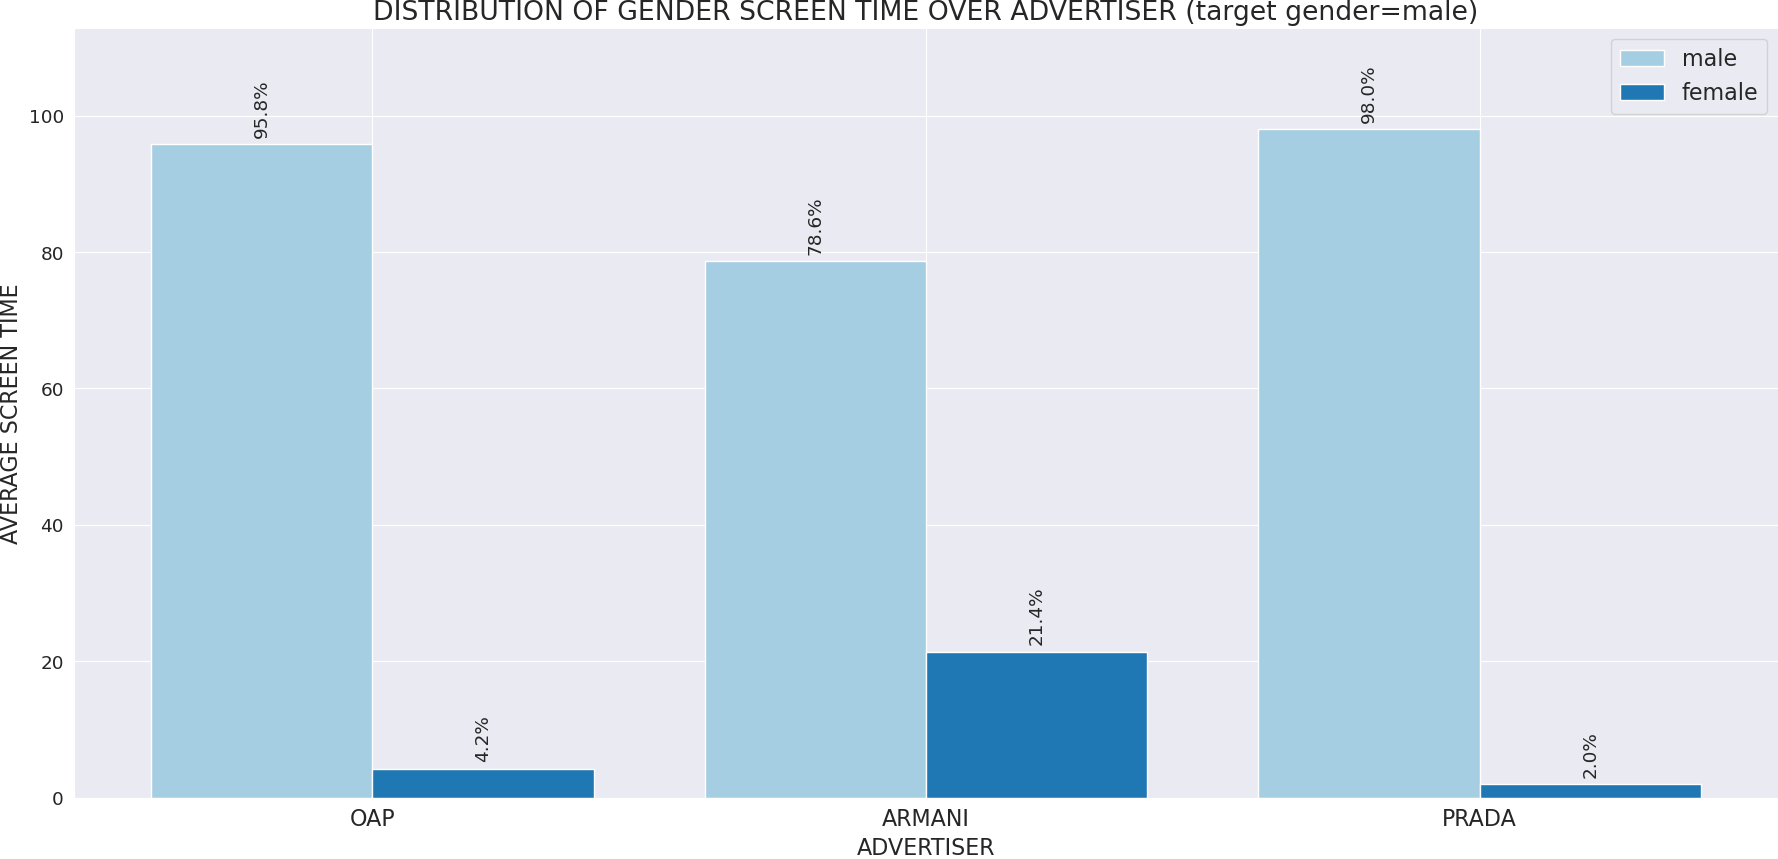 DISTRIBUTION OF GENDER SCREEN TIME OVER ADVERTISER (target gender=male)
male
female
AVERAGE SCREEN TIME
100
80
60
40
20
0
95.8%
4.2%
78.6%
21.4%
98.0%
2.0%
OAP
ARMANI
PRADA
ADVERTISER